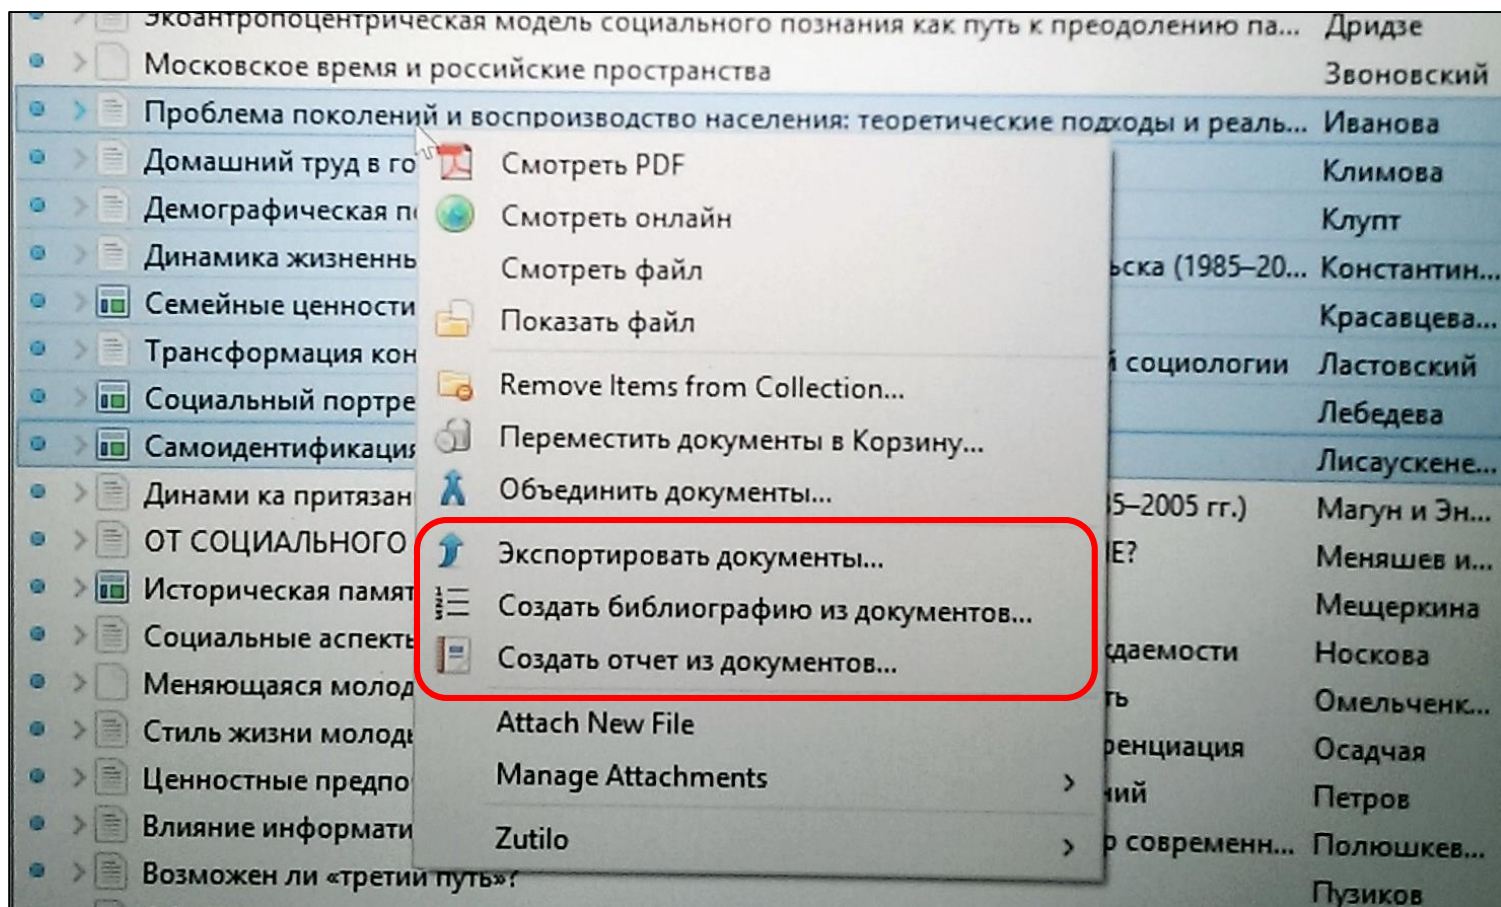 Экоантропоцентрическая модель социального познания как путь к преодолению па... Дридзе
Московское время и российские пространства Звоновский
Проблема поколений и воспроизводство населения: теоретические подходы и реаль... Иванова
Смотреть PDF
Домашний труд в го Климова
Смотреть онлайн
Демографическая п Клупт
Смотреть файл
Динамика жизненны ьска (1985–20... Константин...
Семейные ценности Красавцева...
Показать файл
Трансформация кон й социологии Ластовский
Remove Items from Collection...
Социальный портре Лебедева
Переместить документы в Корзину...
Самоидентификация Лисаускене...
Объединить документы...
Динами ка притязан 5–2005 гг.) Магун и Эн...
ОТ СОЦИАЛЬНОГО Е? Меняшев и...
Экспортировать документы...
Историческая памят Мещеркина
Создать библиографию из документов...
Социальные аспекты ждаемости Носкова
Создать отчет из документов...
Меняющаяся молод ть Омельченк...
Attach New File
Стиль жизни молоды ренциация Осадчая
Manage Attachments
Ценностные предпо ний Петров
Zutilo
Влияние информати р современн... Полюшкев...
Возможен ли «третий путь»? Пузиков